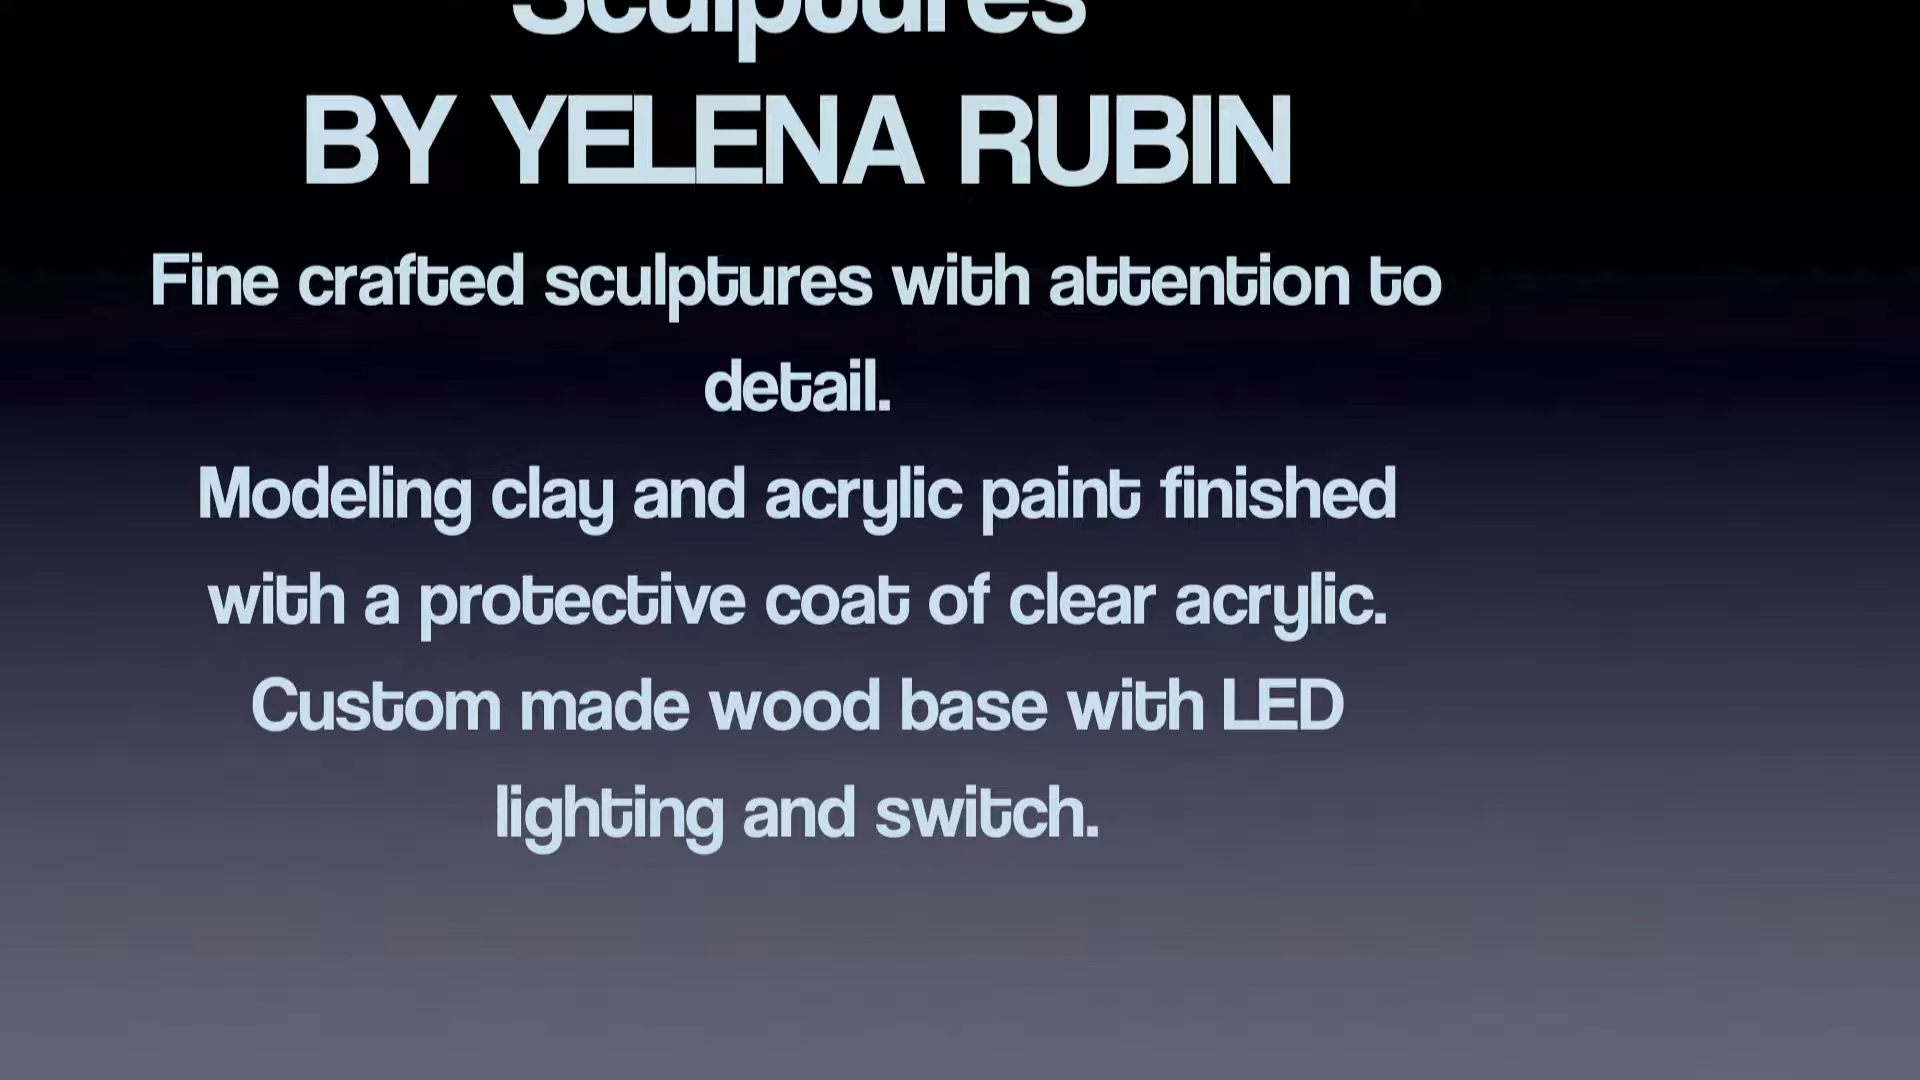 Sculptures
BY YELENA RUBIN
Fine crafted sculptures with attention to
detail.
Modeling clay and acrylic paint finished
with a protective coat of clear acrylic.
Custom made wood base with LED
lighting and switch.